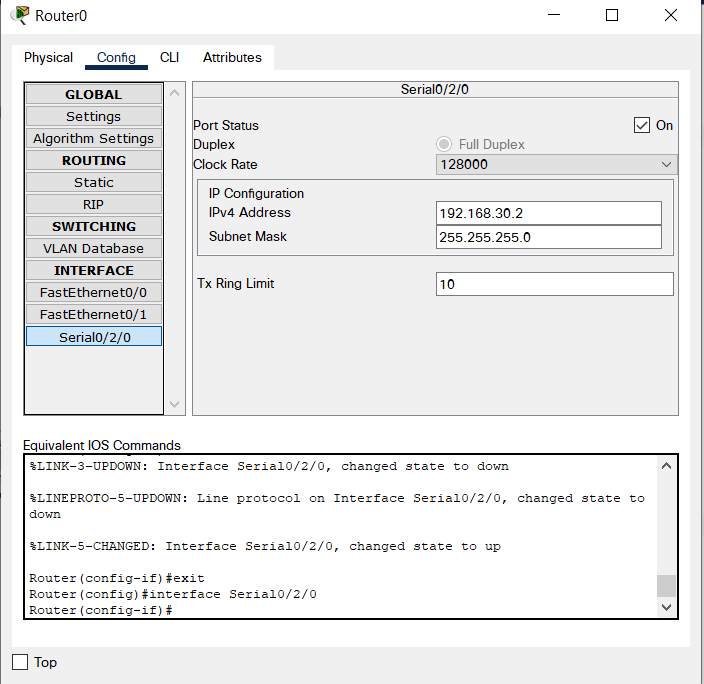 Router0
Physical Config CLI Attributes
GLOBAL
Settings
Algorithm Settings
ROUTING
Static
RIP
SWITCHING
VLAN Database
INTERFACE
FastEthernet0/0
FastEthernet0/1
Serial0/2/0
Serial0/2/0
Port Status On
Duplex Full Duplex
Clock Rate 128000
IP Configuration
IPv4 Address 192.168.30.2
Subnet Mask 255.255.255.0
Tx Ring Limit 10
Equivalent IOS Commands
%LINK-3-UPDOWN: Interface Serial0/2/0, changed state to down
%LINEPROTO-5-UPDOWN: Line protocol on Interface Serial0/2/0, changed state to
down
%LINK-5-CHANGED: Interface Serial0/2/0, changed state to up
Router(config-if)#exit
Router(config)#interface Serial0/2/0
Router(config-if)#
Top